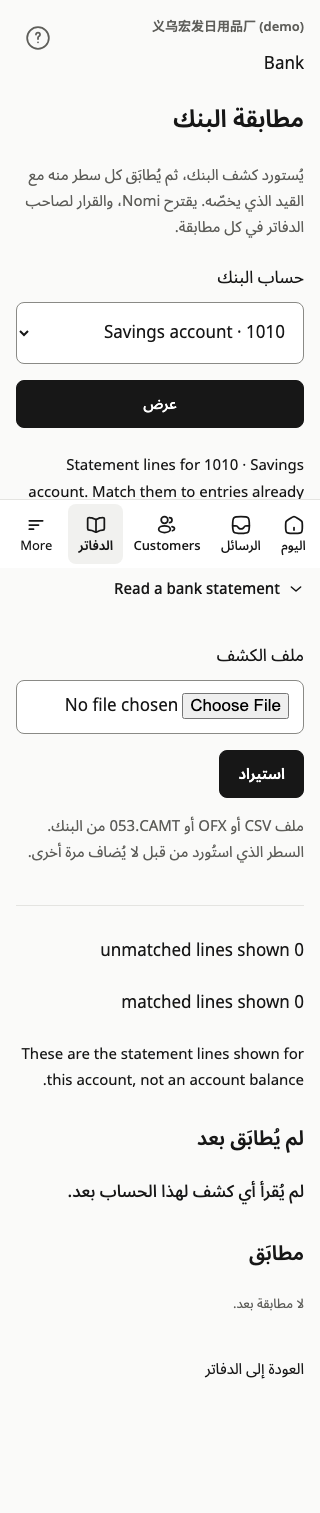 义乌宏发日用品厂 (demo)
Bank
مطابقة البنك
يُستورد كشف البنك، ثم يُطابَق كل سطر منه مع
القيد الذي يخصّه. يقترح Nomi، والقرار لصاحب
الدفاتر في كل مطابقة.
حساب البنك
Savings account · 1010
عرض
Statement lines for 1010 · Savings
account. Match them to entries already
اليوم
الرسائل
Customers
الدفاتر
More
Read a bank statement
ملف الكشف
Choose File No file chosen
استيراد
ملف CSV أو OFX أو CAMT.053 من البنك.
السطر الذي استُورد من قبل لا يُضاف مرة أخرى.
0 unmatched lines shown
0 matched lines shown
These are the statement lines shown for
this account, not an account balance.
لم يُطابَق بعد
لم يُقرأ أي كشف لهذا الحساب بعد.
مطابَق
لا مطابقة بعد.
العودة إلى الدفاتر